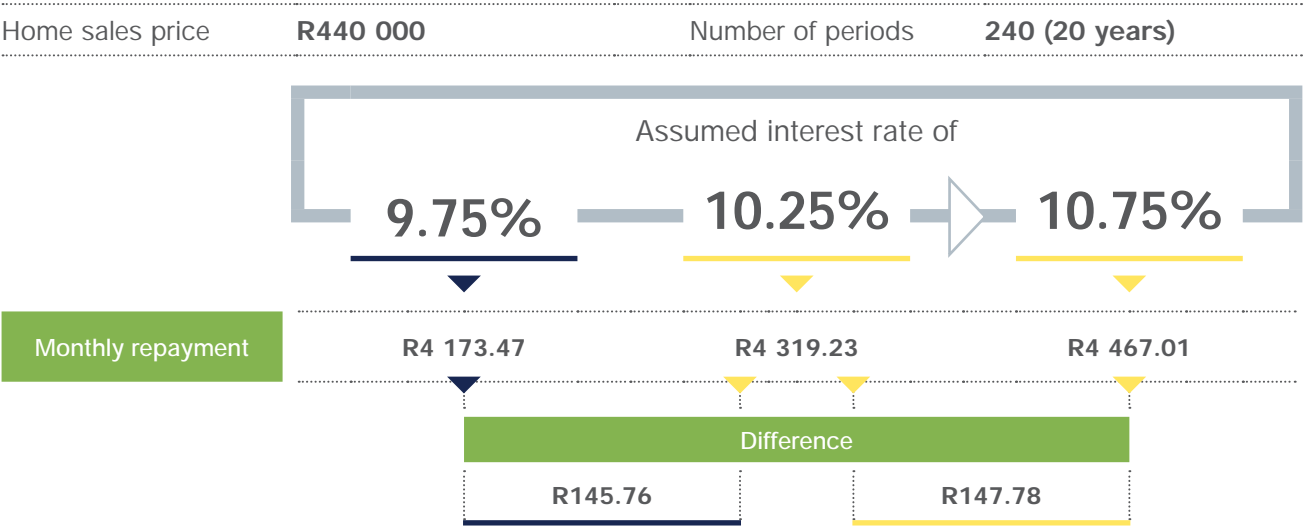 Home sales price R440 000 Number of periods 240 (20 years)
Assumed interest rate of
9.75% 10.25% 10.75%
Monthly repayment R4 173.47 R4 319.23 R4 467.01
Difference
R145.76 R147.78